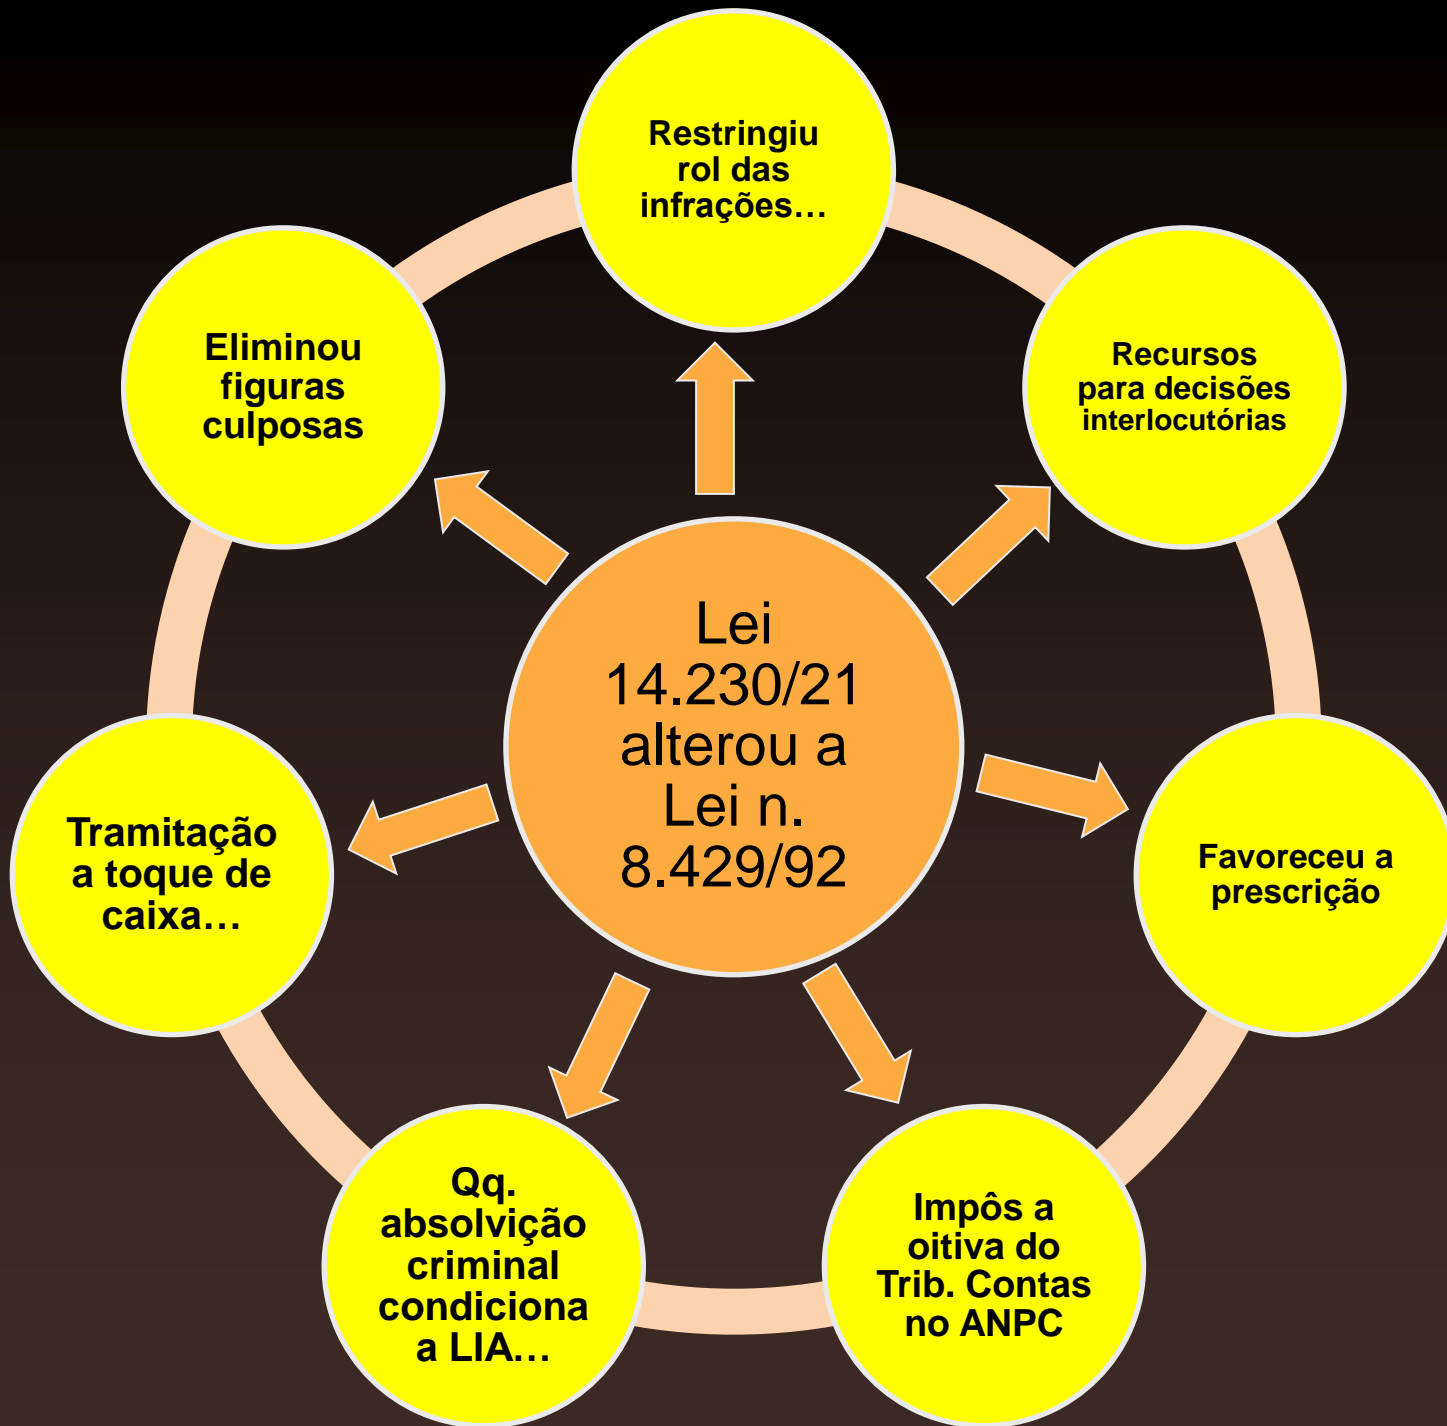 Restringiu
rol das
infrações…
Recursos
para decisões
interlocutórias
Favoreceu a
prescrição
Impôs a
oitiva do
Trib. Contas
no ANPC
Qq.
absolvição
criminal
condiciona
a LIA…
Tramitação
a toque de
caixa…
Eliminou
figuras
culposas
Lei
14.230/21
alterou a
Lei n.
8.429/92